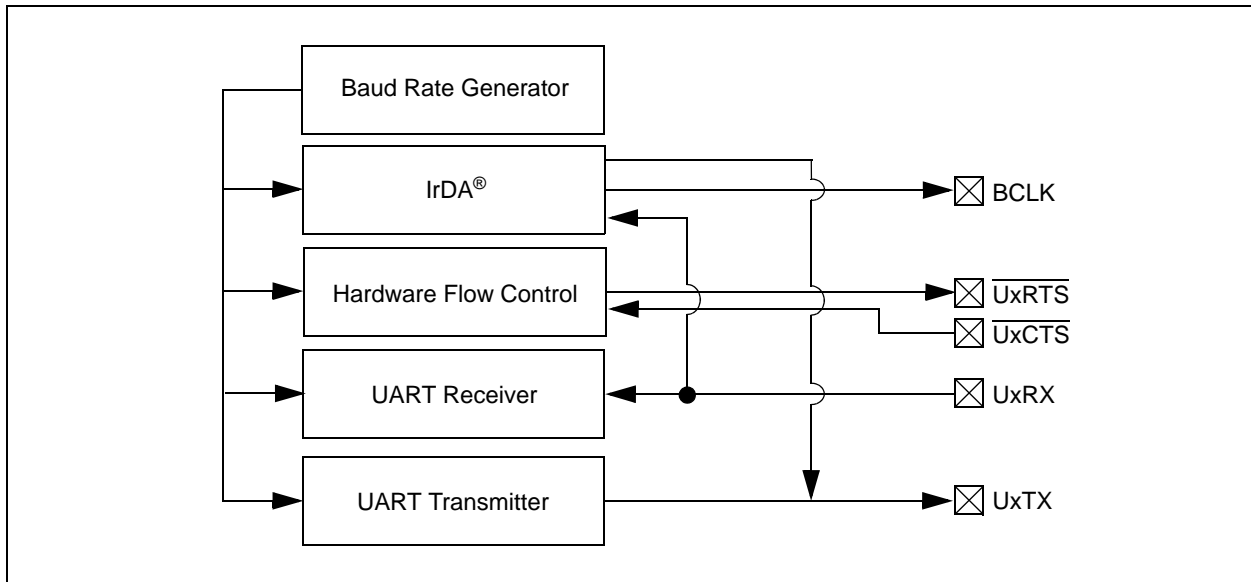 Baud Rate Generator
IrDA®
BCLK
Hardware Flow Control
UxRTS
UxCTS
UART Receiver
UxRX
UART Transmitter
UxTX